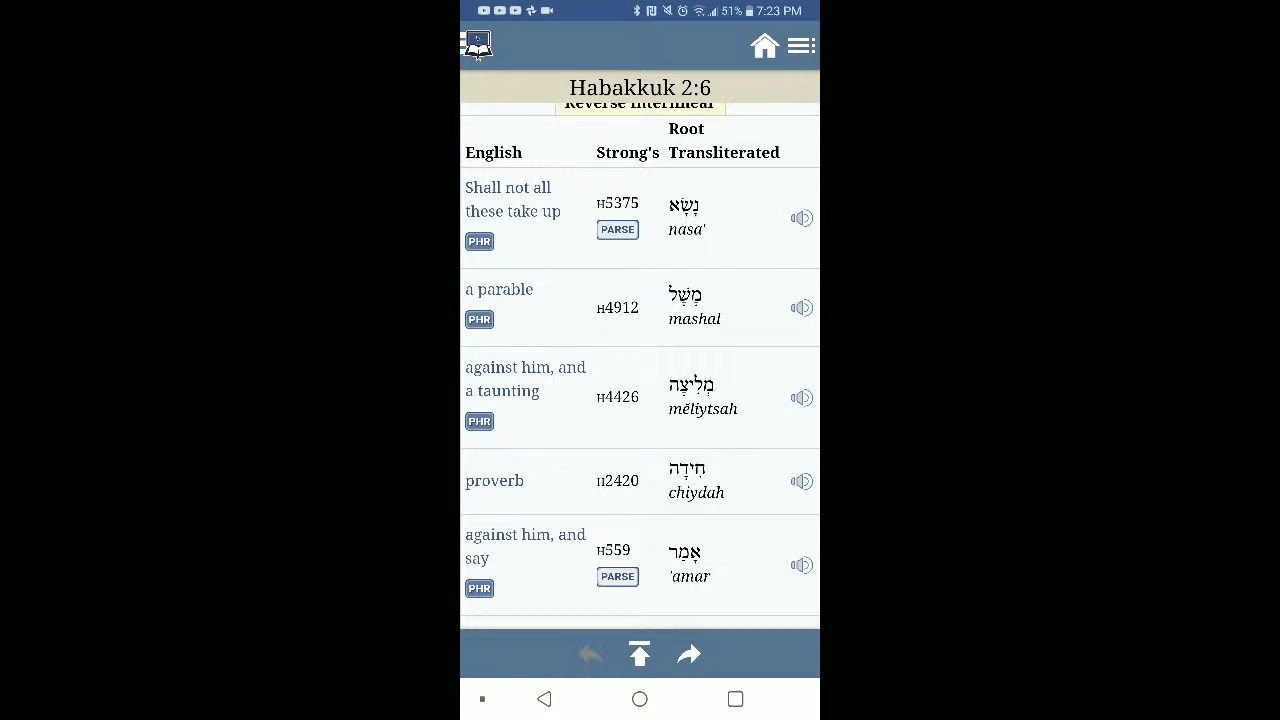 51% 7:23 PM
Habakkuk 2:6
Reverse Interlinear
Root
English Strong's Transliterated
Shall not all
these take up
PHR
H5375
PARSE
נָשָׂא
nasa'
a parable
PHR
H4912
מָשָׁל
mashal
against him, and
a taunting
PHR
H4426
מְלִיצָה
mĕliytsah
proverb
H2420
חִידָה
chiydah
against him, and
say
PHR
H559
PARSE
אָמַר
'amar